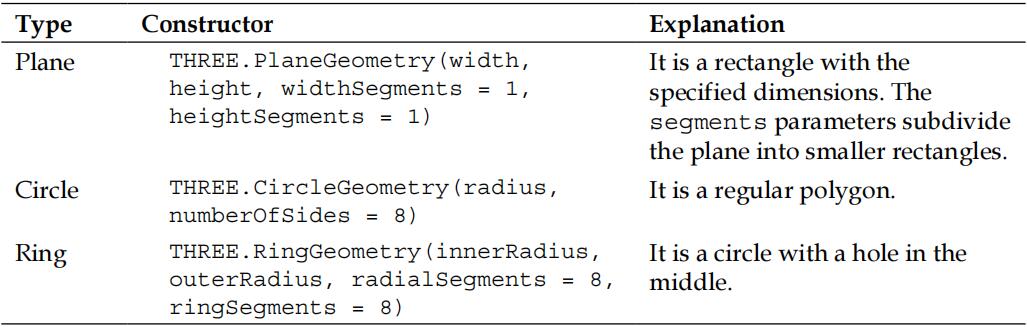 Type Constructor Explanation
Plane THREE.PlaneGeometry(width, It is a rectangle with the
height, widthSegments = 1, specified dimensions. The
heightSegments = 1) segments parameters subdivide
the plane into smaller rectangles.
Circle THREE.CircleGeometry(radius, It is a regular polygon.
numberOfSides = 8)
Ring THREE.RingGeometry(innerRadius, It is a circle with a hole in the
outerRadius, radialSegments = 8, middle.
ringSegments = 8)